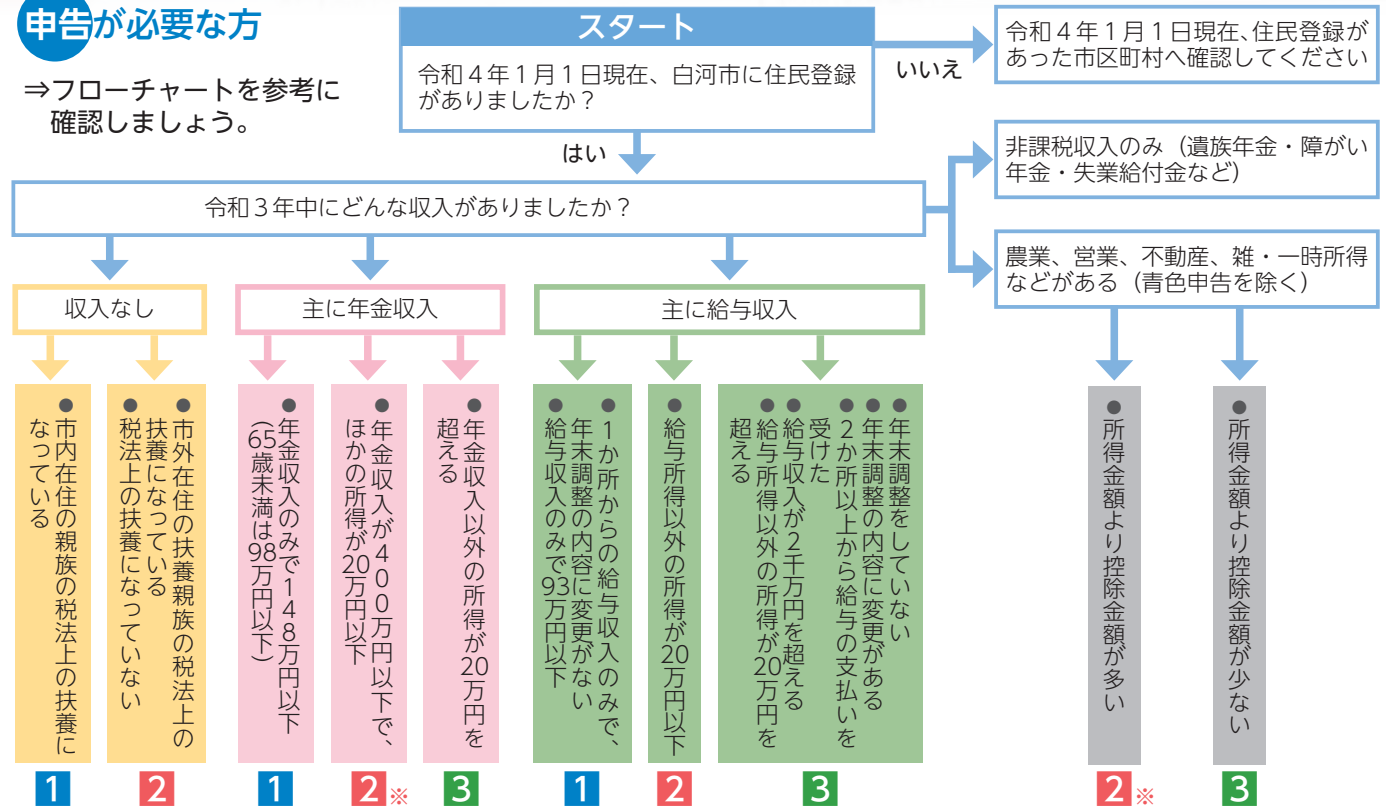 申告が必要な方
⇒フローチャートを参考に
確認しましょう。
スタート
令和４年１月１日現在、白河市に住民登録
がありましたか？
いいえ
令和４年１月１日現在、住民登録が
あった市区町村へ確認してください
はい
令和３年中にどんな収入がありましたか？
非課税収入のみ（遺族年金・障がい
年金・失業給付金など）
農業、営業、不動産、雑・一時所得
などがある（青色申告を除く）
収入なし
主に年金収入
主に給与収入
●市内在住の親族の税法上の扶養に
なっている
1
●市外在住の扶養親族の税法上の
扶養になっている
●税法上の扶養になっていない
2
●年金収入のみで148万円以下
（65歳未満は98万円以下）
1
●年金収入が400万円以下で、
ほかの所得が20万円以下
2※
●年金収入以外の所得が20万円を
超える
3
●１か所からの給与収入のみで、
年末調整の内容に変更がない
●給与収入のみで93万円以下
1
●給与所得以外の所得が20万円以下
2
●年末調整をしていない
●年末調整の内容に変更がある
●２か所以上から給与の支払いを
受けた
●給与収入が２千万円を超える
●給与所得以外の所得が20万円を
超える
3
●所得金額より控除金額が多い
2※
●所得金額より控除金額が少ない
3